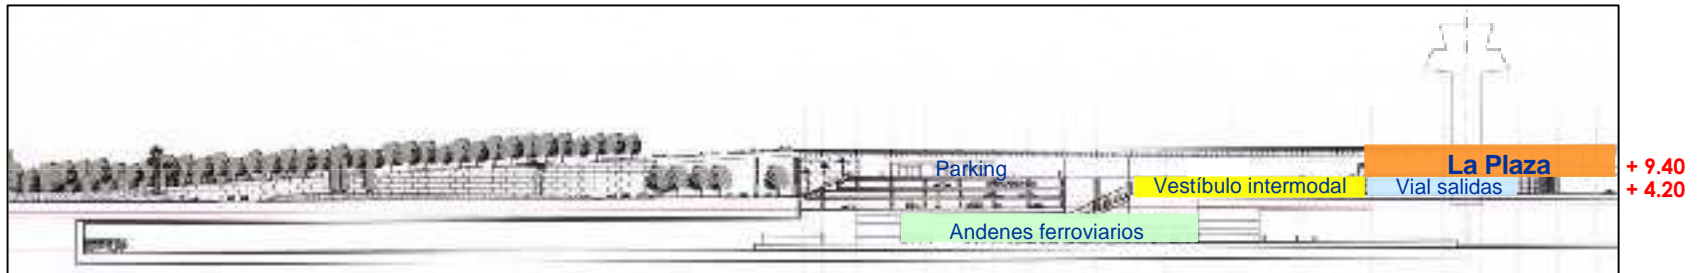 La Plaza
Parking
+ 9.40
Vestíbulo intermodal
Vial salidas
+ 4.20
Andenes ferroviarios